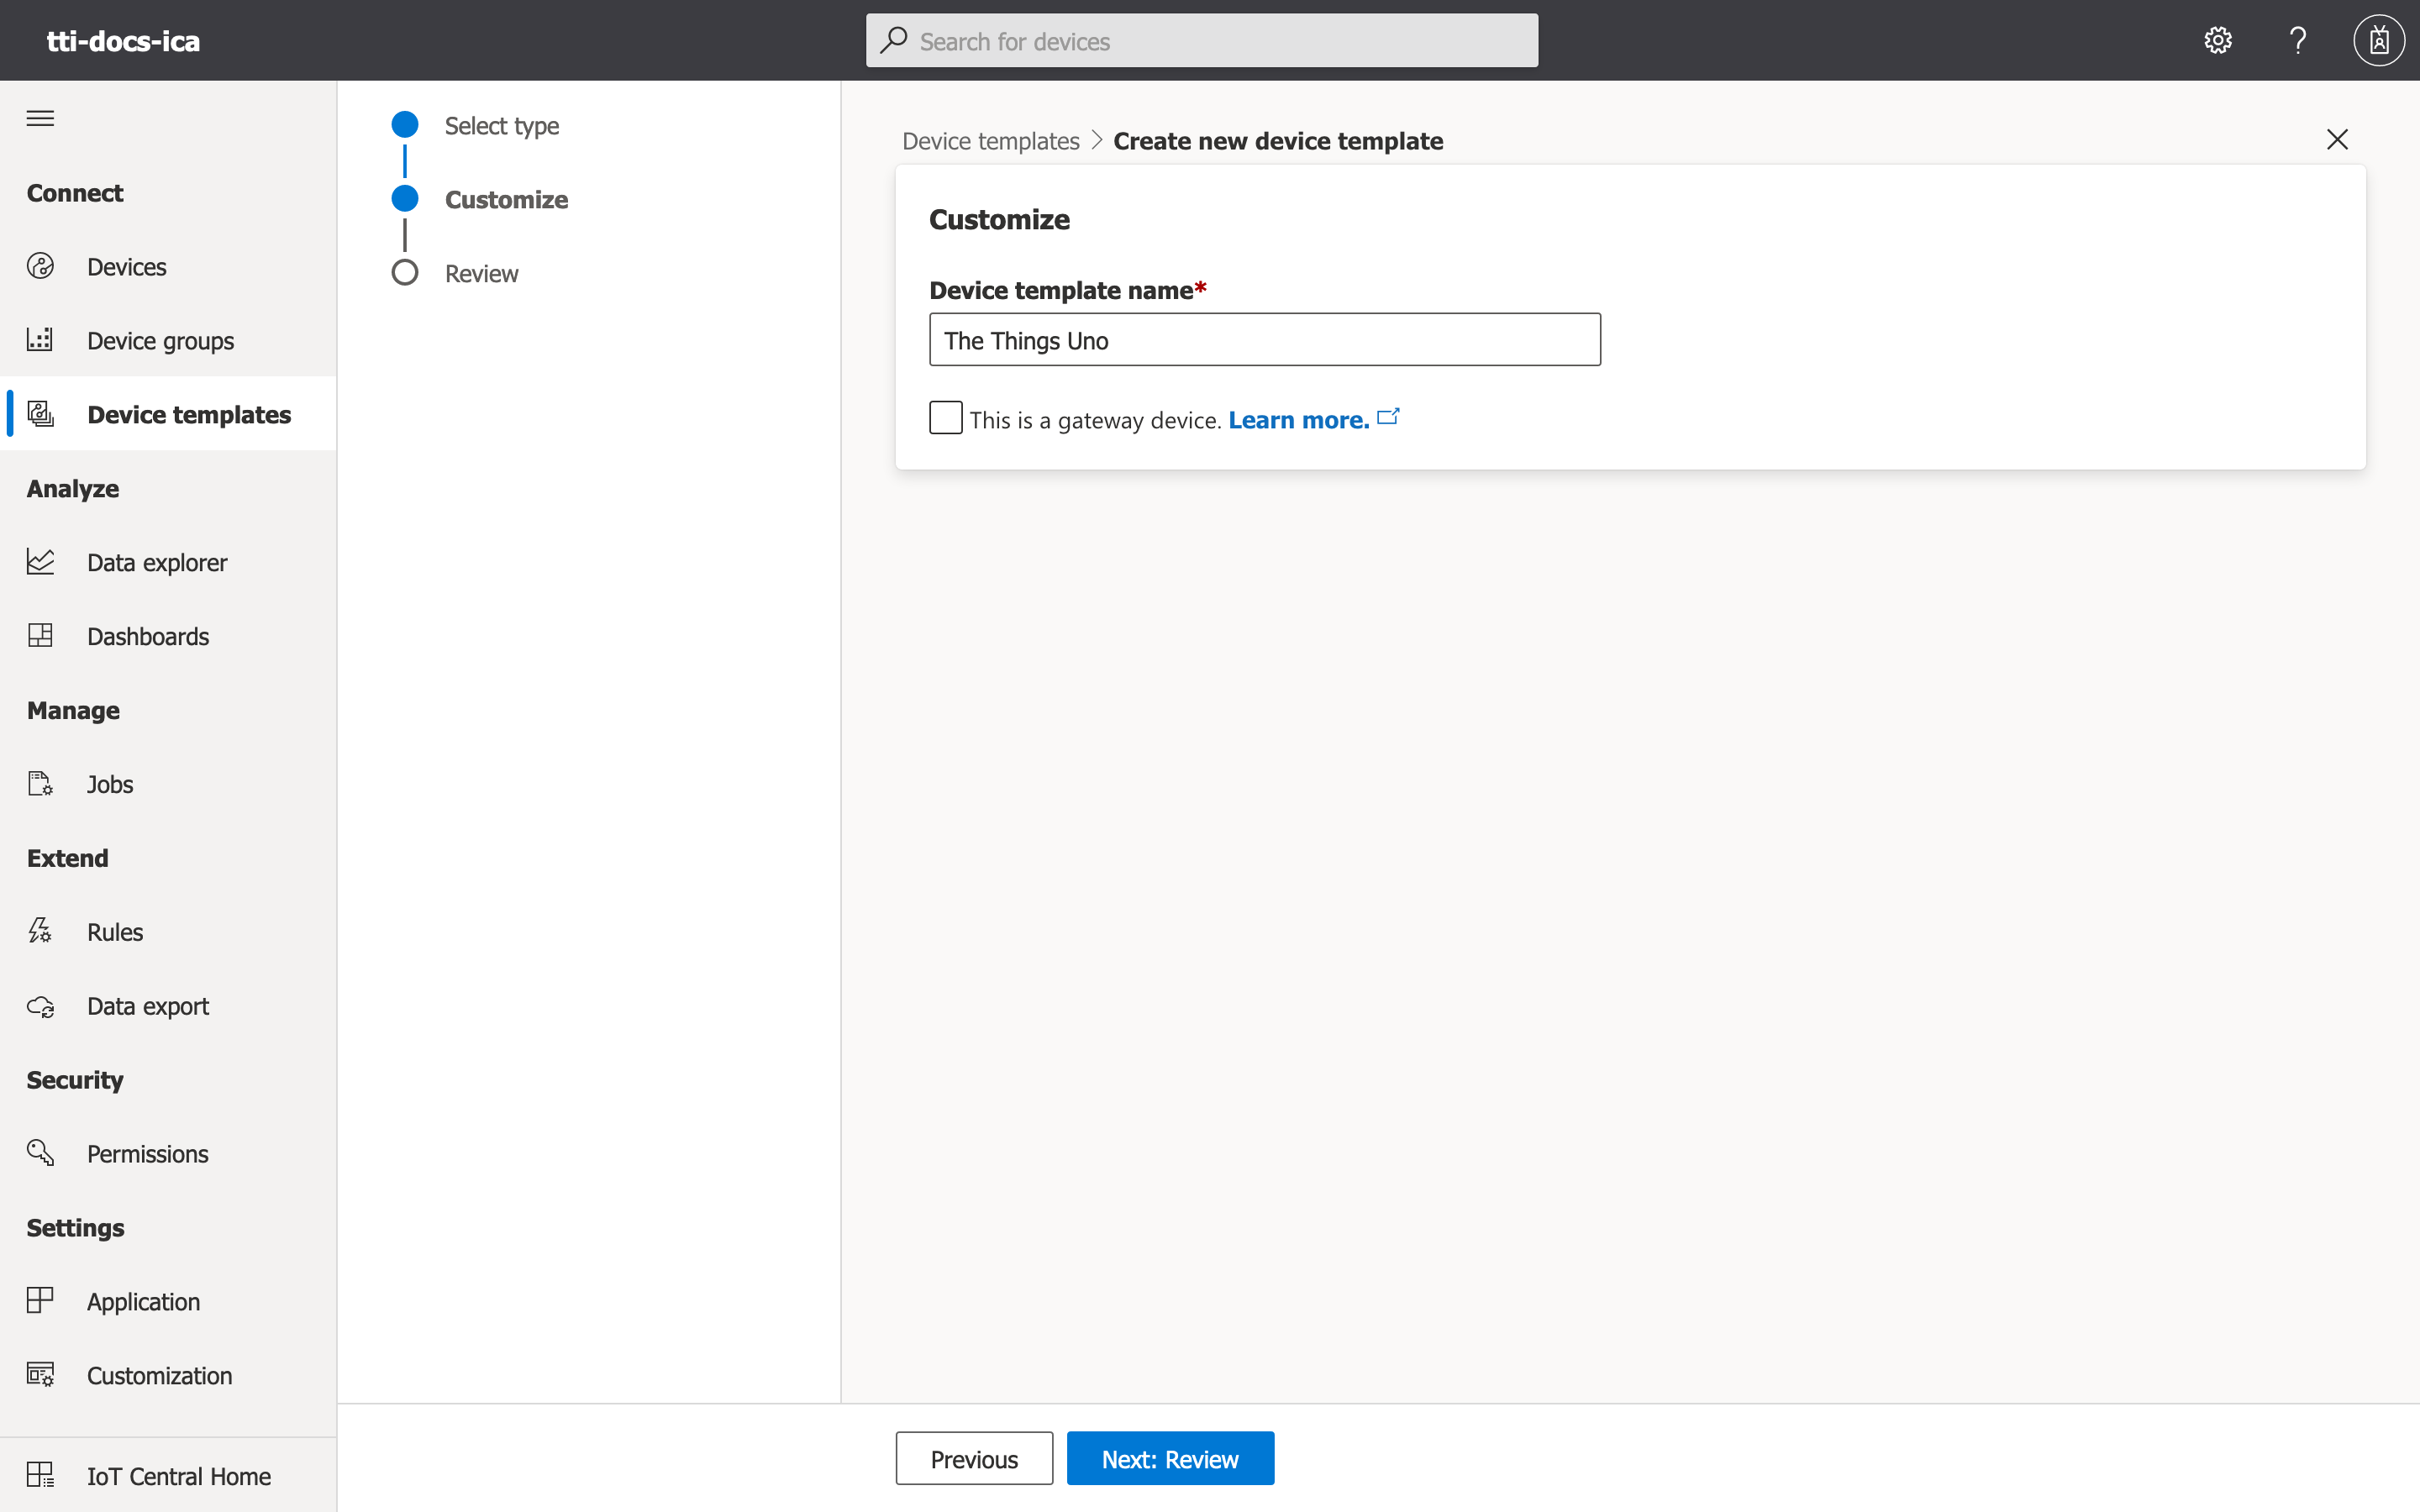 tti-docs-ica
Search for devices
?
Connect
Devices
Device groups
Device templates
Analyze
Data explorer
Dashboards
Manage
Jobs
Extend
Rules
Data export
Security
Permissions
Settings
Application
Customization
IoT Central Home
Select type
Customize
Review
Device templates > Create new device template
Customize
Device template name*
The Things Uno
This is a gateway device. Learn more.
Previous
Next: Review